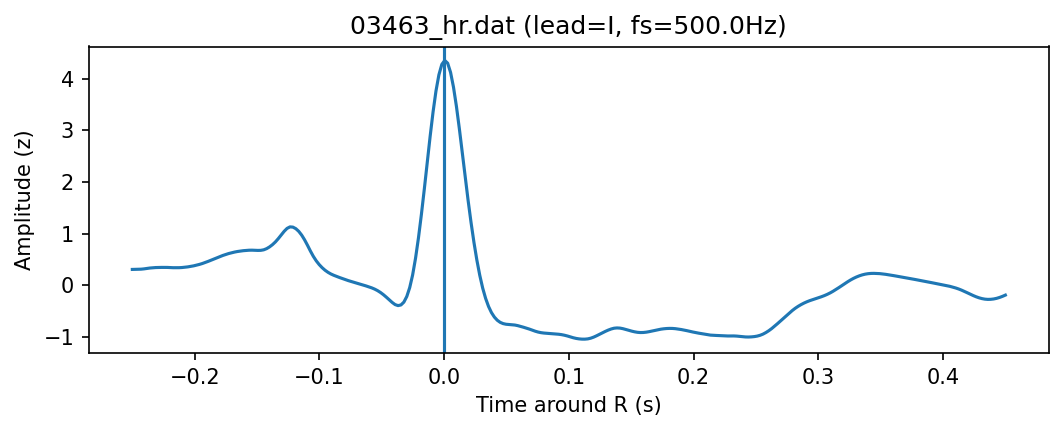 03463_hr.dat (lead=I, fs=500.0Hz)
Amplitude (z)
4
3
2
1
0
−1
−0.2 −0.1 0.0 0.1 0.2 0.3 0.4
Time around R (s)